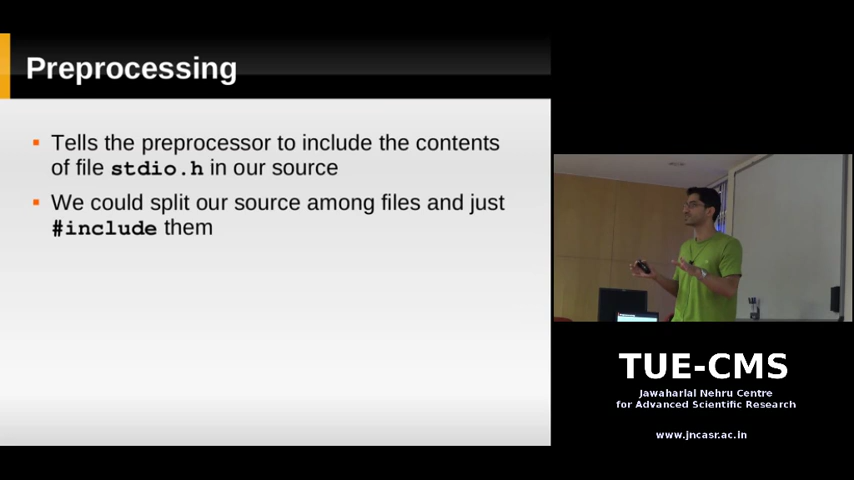 Preprocessing
Tells the preprocessor to include the contents
of file stdio.h in our source
We could split our source among files and just
#include them
TUE-CMS
Jawaharlal Nehru Centre
for Advanced Scientific Research
www.jncasr.ac.in